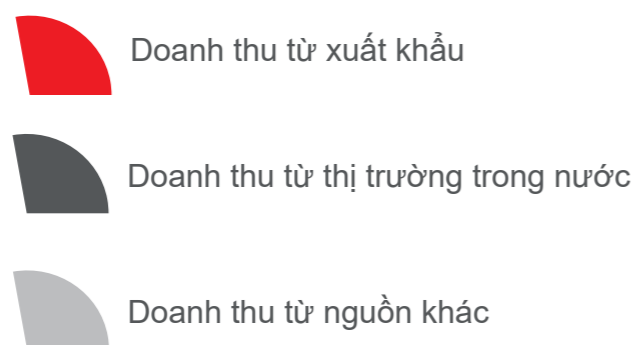 Doanh thu từ xuất khẩu
Doanh thu từ thị trường trong nước
Doanh thu từ nguồn khác